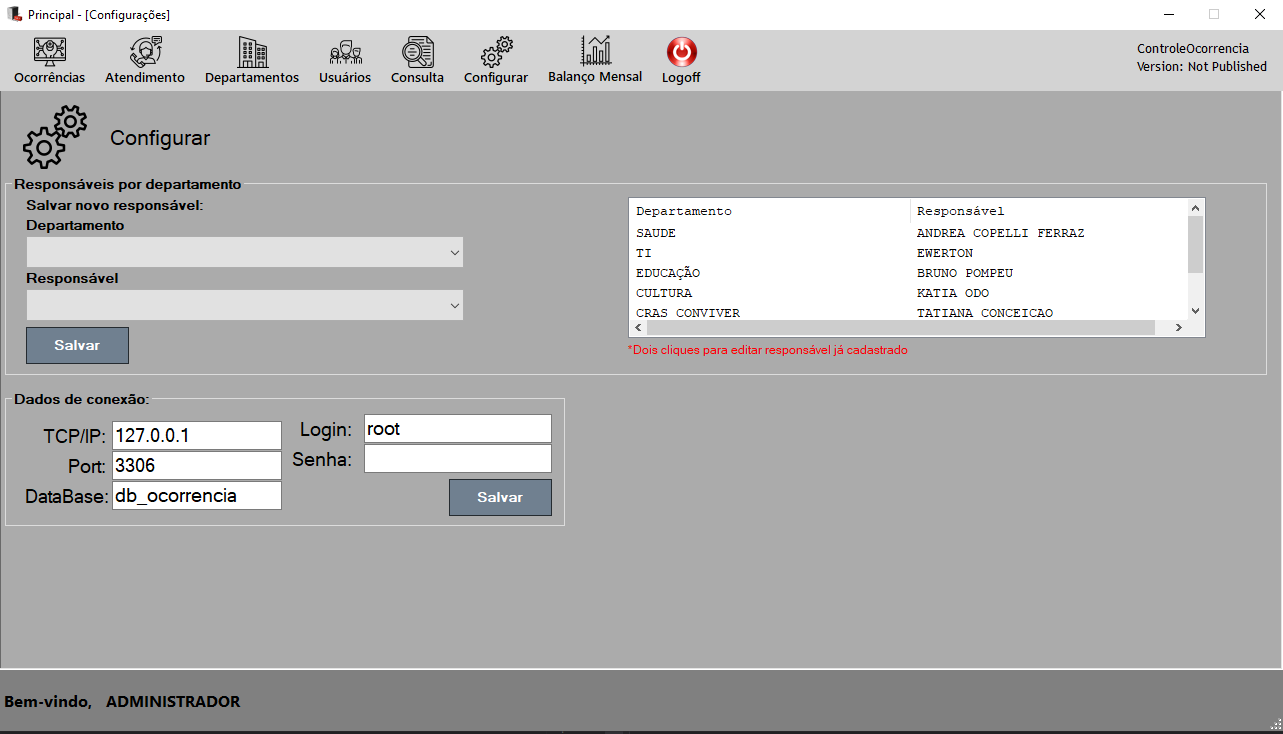 Principal - [Configurações]
Ocorrências Atendimento Departamentos Usuários Consulta Configurar Balanço Mensal Logoff
ControleOcorrencia
Version: Not Published
Configurar
Responsáveis por departamento
Salvar novo responsável:
Departamento
Responsável
Salvar
Departamento Responsável
SAUDE ANDREA COPELLI FERRAZ
TI EWERTON
EDUCAÇÃO BRUNO POMPEU
CULTURA KATIA ODO
CRAS CONVIVER TATIANA CONCEICAO
*Dois cliques para editar responsável já cadastrado
Dados de conexão:
TCP/IP: 127.0.0.1
Port: 3306
DataBase: db_ocorrencia
Login: root
Senha:
Salvar
Bem-vindo, ADMINISTRADOR